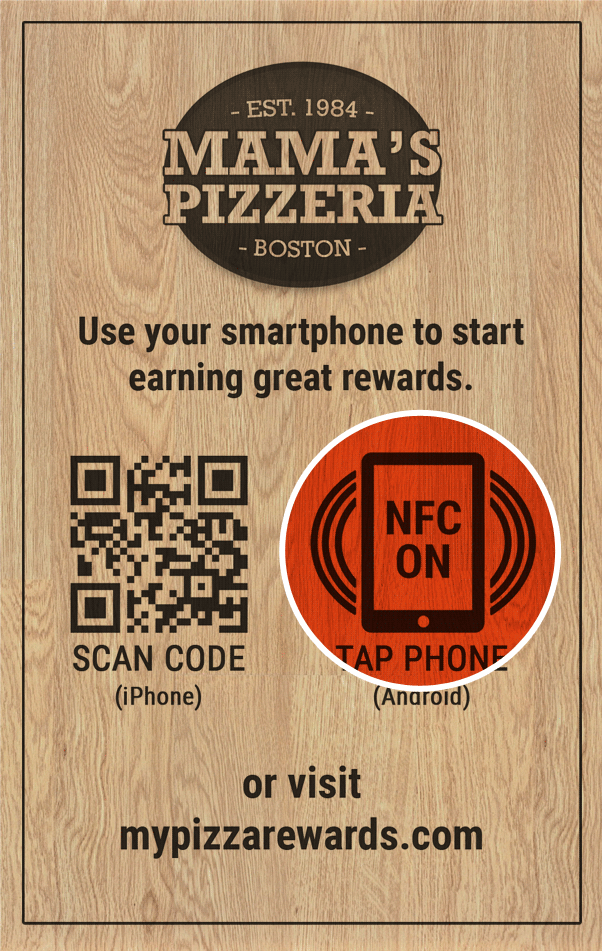 - EST. 1984 -
MAMA'S
PIZZERIA
- BOSTON -
Use your smartphone to start
earning great rewards.
NFC
ON
SCAN CODE
(iPhone)
TAP PHONE
(Android)
or visit
mypizzarewards.com